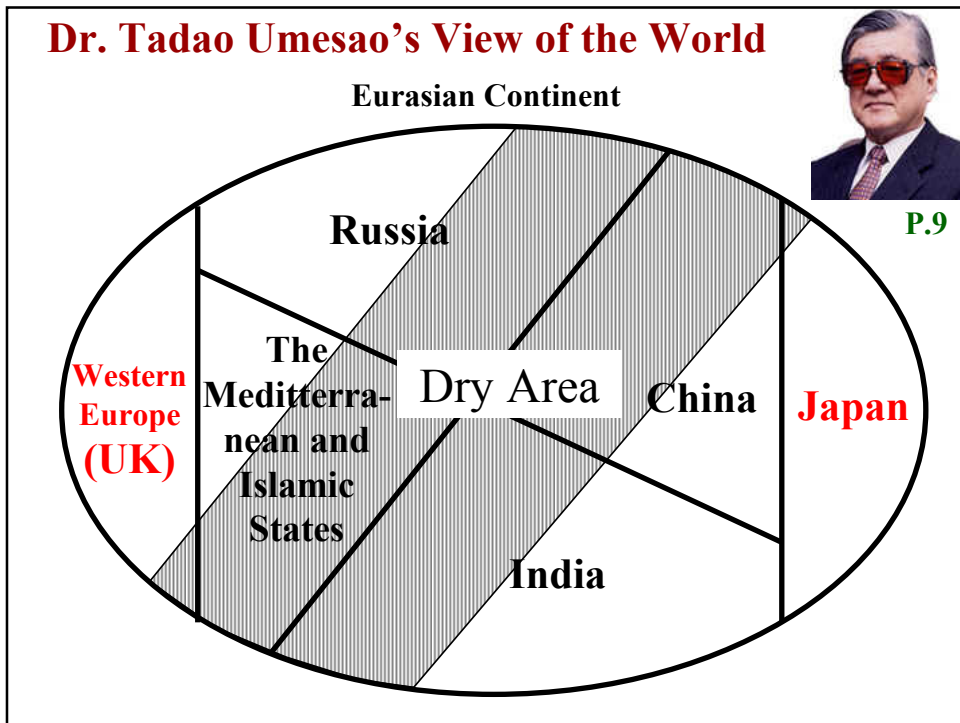 Dr. Tadao Umesao's View of the World
Eurasian Continent
P.9
Russia
Western
Europe
(UK)
The
Meditterra-
nean and
Islamic
States
Dry Area
China
Japan
India